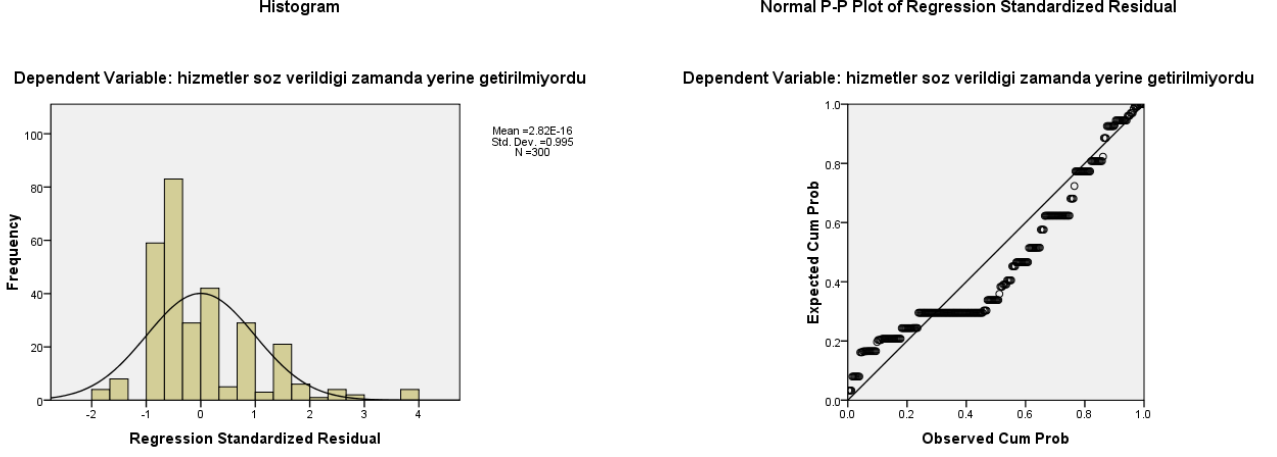 Histogram
Dependent Variable: hizmetler soz verildigi zamanda yerine getirilmiyordu
Mean =2.82E-16
Std. Dev. =0.995
N =300
Frequency
100
80
60
40
20
0
-2 -1 0 1 2 3 4
Regression Standardized Residual
Normal P-P Plot of Regression Standardized Residual
Dependent Variable: hizmetler soz verildigi zamanda yerine getirilmiyordu
Expected Cum Prob
1.0
0.8
0.6
0.4
0.2
0.0
0.0 0.2 0.4 0.6 0.8 1.0
Observed Cum Prob